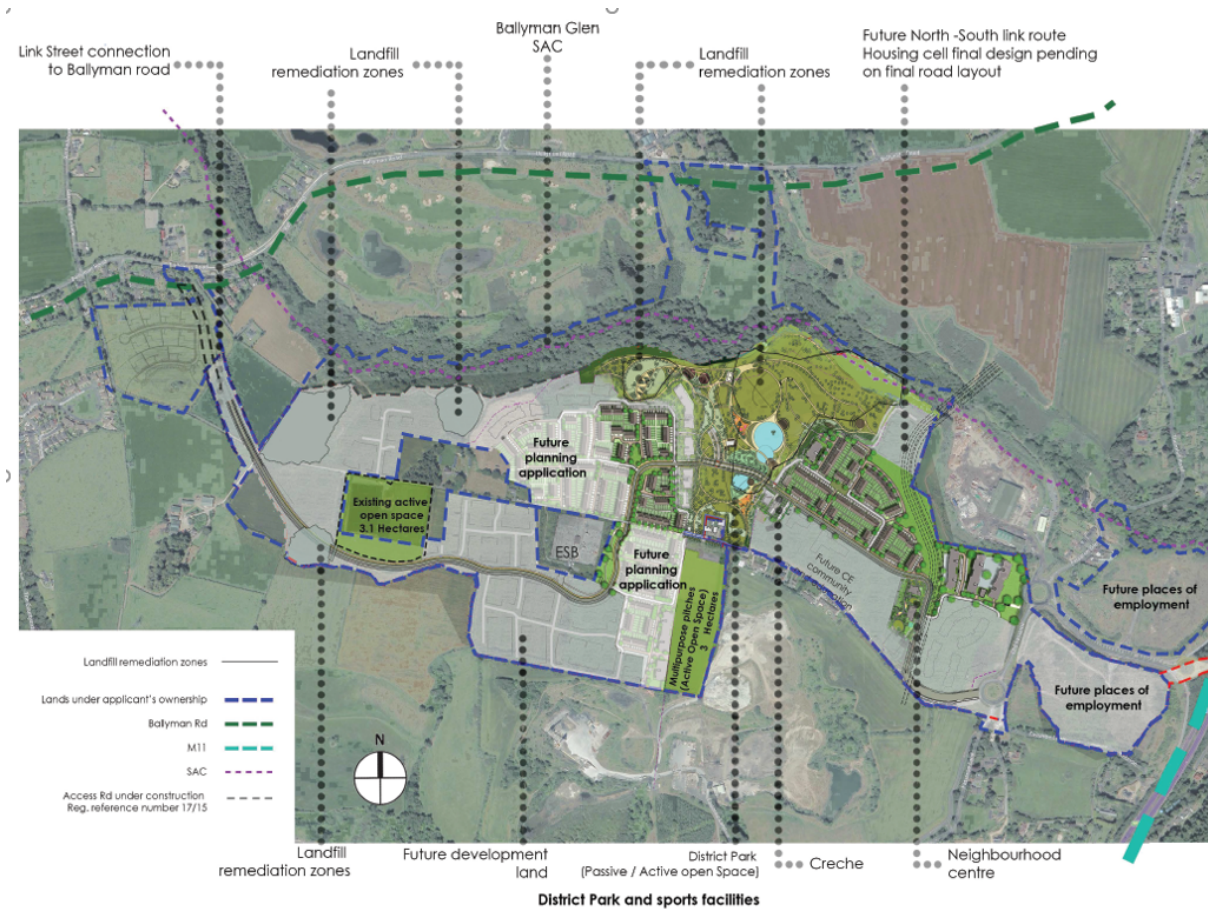 Link Street connection
to Ballyman road
Landfill
remediation zones
Ballyman Glen
SAC
Landfill
remediation zones
Future North -South link route
Housing cell final design pending
on final road layout
Future
planning
application
Existing active
open space
3.1 Hectares
ESB
Future
planning
application
Multipurpose pitches
(Active Open Space)
3 Hectares
Future CE
community
Future places of
employment
Future places of
employment
Landfill remediation zones
Lands under applicant's ownership
Ballyman Rd
M11
SAC
Access Rd under construction
Reg. reference number 17/15
N
Landfill
remediation zones
Future development
land
District Park
(Passive / Active open Space)
Creche
Neighbourhood
centre
District Park and sports facilities